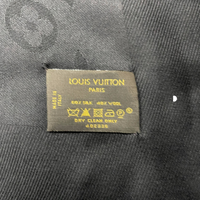 LOUIS VUITTON
PARIS
MADE IN
ITALY
60% SILK 40% WOOL
DRY CLEAN ONLY